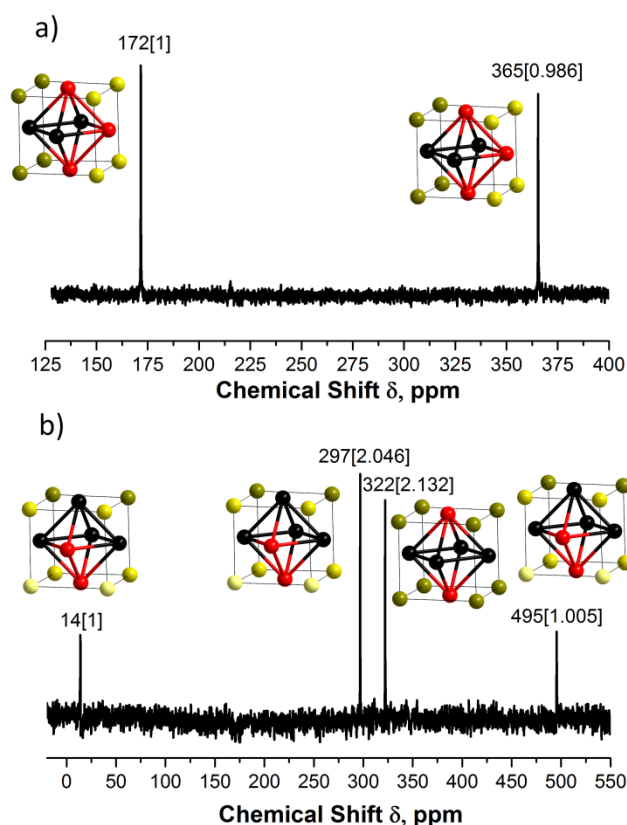 a)
172[1]
365[0.986]
125 150 175 200 225 250 275 300 325 350 375 400
Chemical Shift δ, ppm
b)
297[2.046]
322[2.132]
14[1]
495[1.005]
0 50 100 150 200 250 300 350 400 450 500 550
Chemical Shift δ, ppm